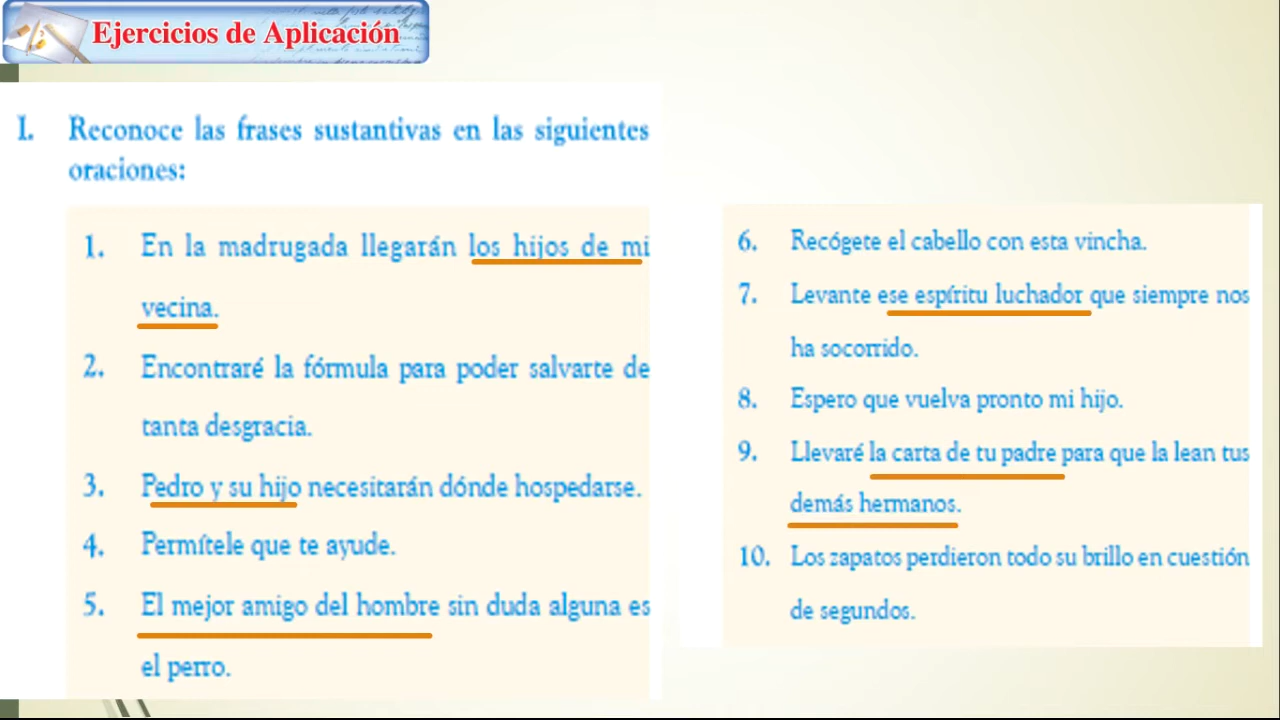 Ejercicios de Aplicación
I. Reconoce las frases sustantivas en las siguientes
oraciones:
1. En la madrugada llegarán los hijos de mi
vecina.
2. Encontraré la fórmula para poder salvarte de
tanta desgracia.
3. Pedro y su hijo necesitarán dónde hospedarse.
4. Permítele que te ayude.
5. El mejor amigo del hombre sin duda alguna es
el perro.
6. Recógete el cabello con esta vincha.
7. Levante ese espíritu luchador que siempre nos
ha socorrido.
8. Espero que vuelva pronto mi hijo.
9. Llevaré la carta de tu padre para que la lean tus
demás hermanos.
10. Los zapatos perdieron todo su brillo en cuestión
de segundos.